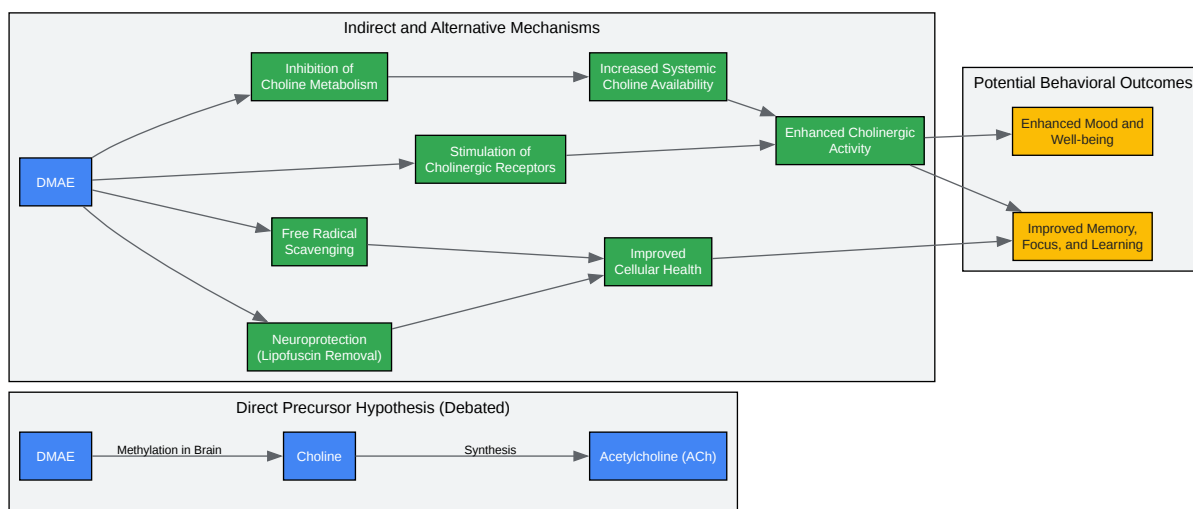 Indirect and Alternative Mechanisms
Inhibition of
Choline Metabolism
Increased Systemic
Choline Availability
Potential Behavioral Outcomes
DMAE
Stimulation of
Cholinergic Receptors
Enhanced Cholinergic
Activity
Enhanced Mood and
Well-being
Free Radical
Scavenging
Improved
Cellular Health
Improved Memory,
Focus, and Learning
Neuroprotection
(Lipofuscin Removal)
Direct Precursor Hypothesis (Debated)
DMAE
Methylation in Brain
Choline
Synthesis
Acetylcholine (ACh)